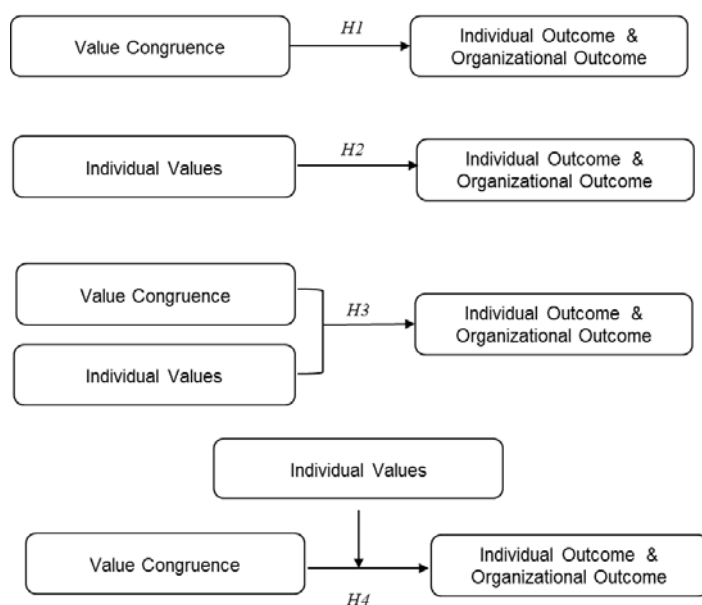 H1
Value Congruence
Individual Outcome &
Organizational Outcome
H2
Individual Values
Individual Outcome &
Organizational Outcome
Value Congruence
H3
Individual Outcome &
Organizational Outcome
Individual Values
Individual Values
Value Congruence
Individual Outcome &
Organizational Outcome
H4